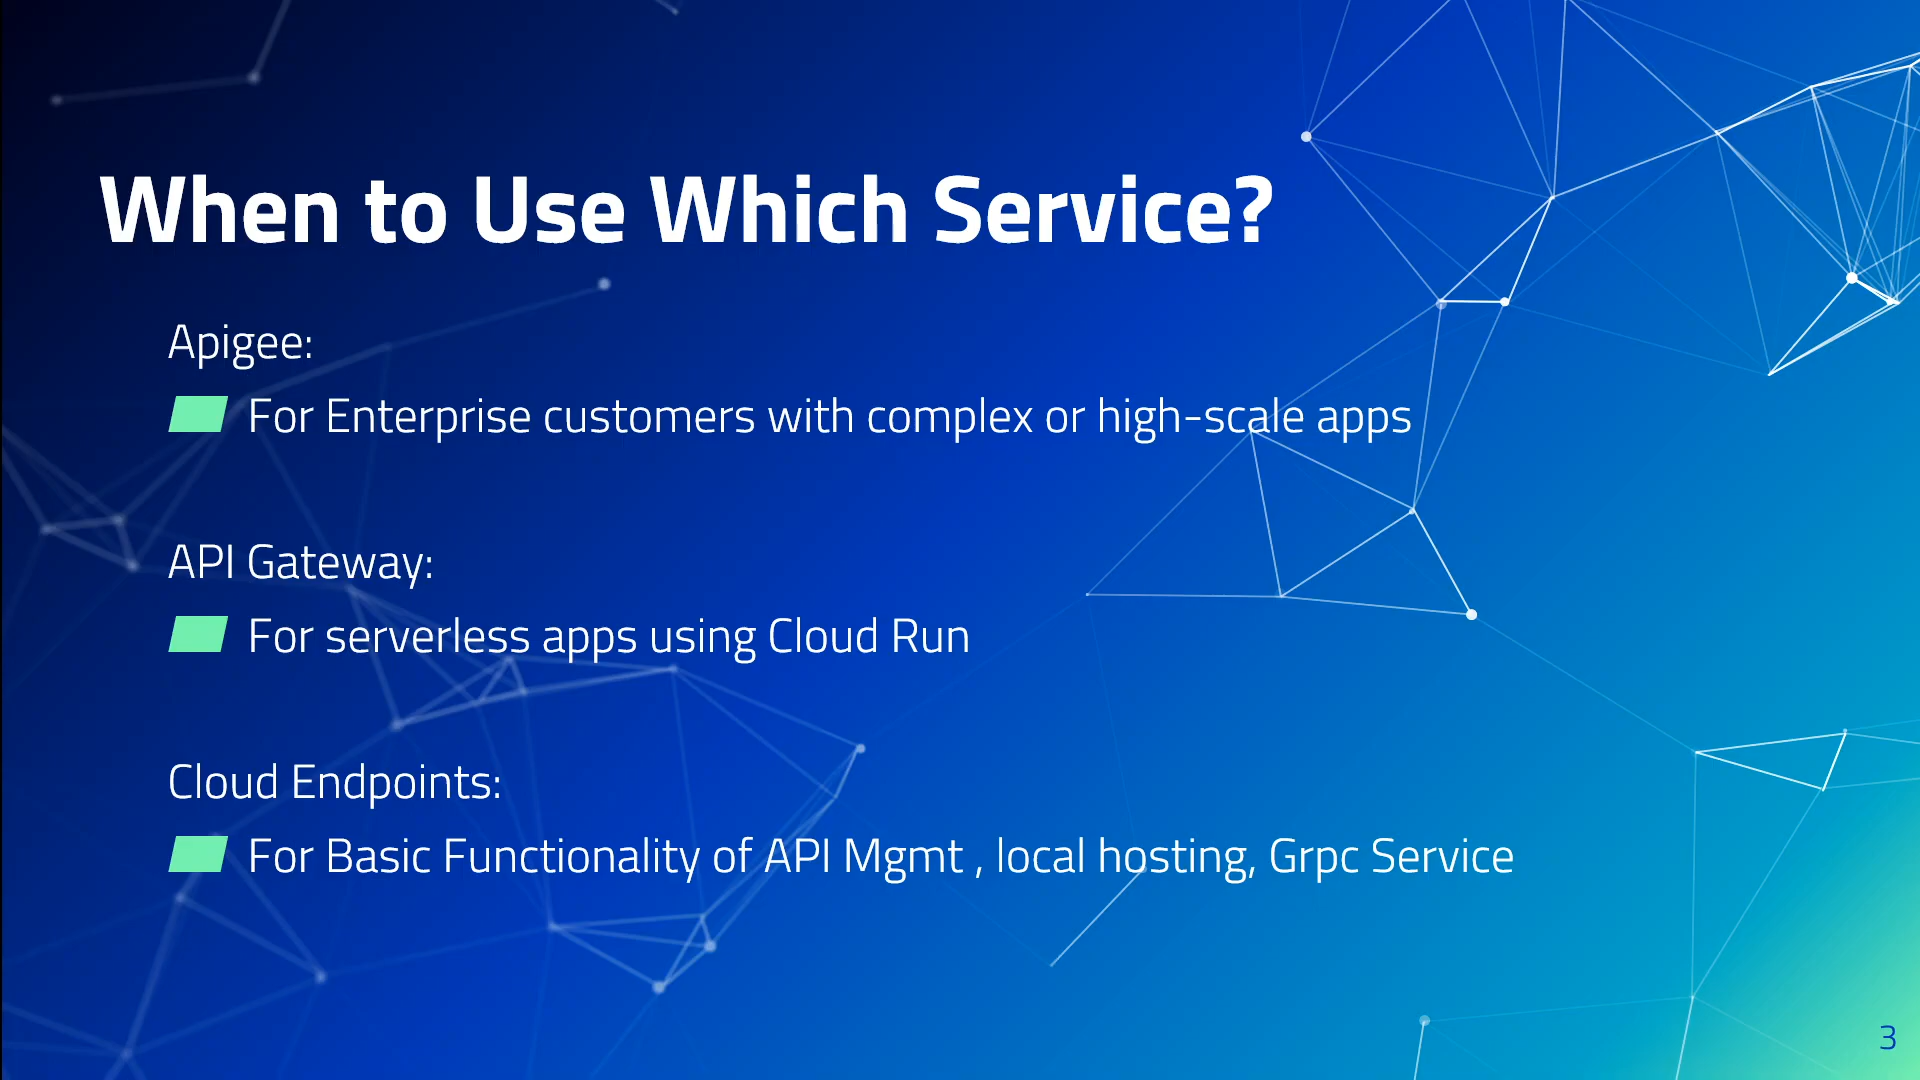 When to Use Which Service?
Apigee:
For Enterprise customers with complex or high-scale apps
API Gateway:
For serverless apps using Cloud Run
Cloud Endpoints:
For Basic Functionality of API Mgmt , local hosting, Grpc Service
3